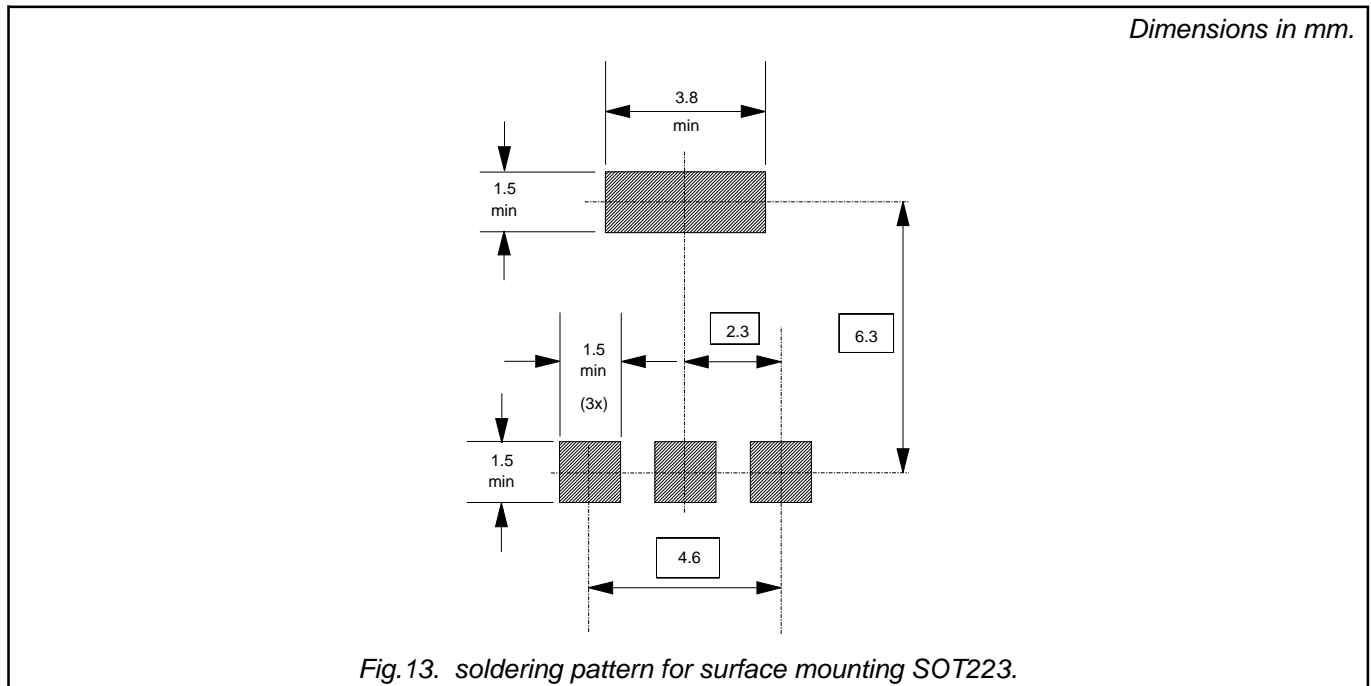 Dimensions in mm.
3.8
min
1.5
min
2.3
6.3
1.5
min
(3x)
1.5
min
4.6
Fig.13. soldering pattern for surface mounting SOT223.